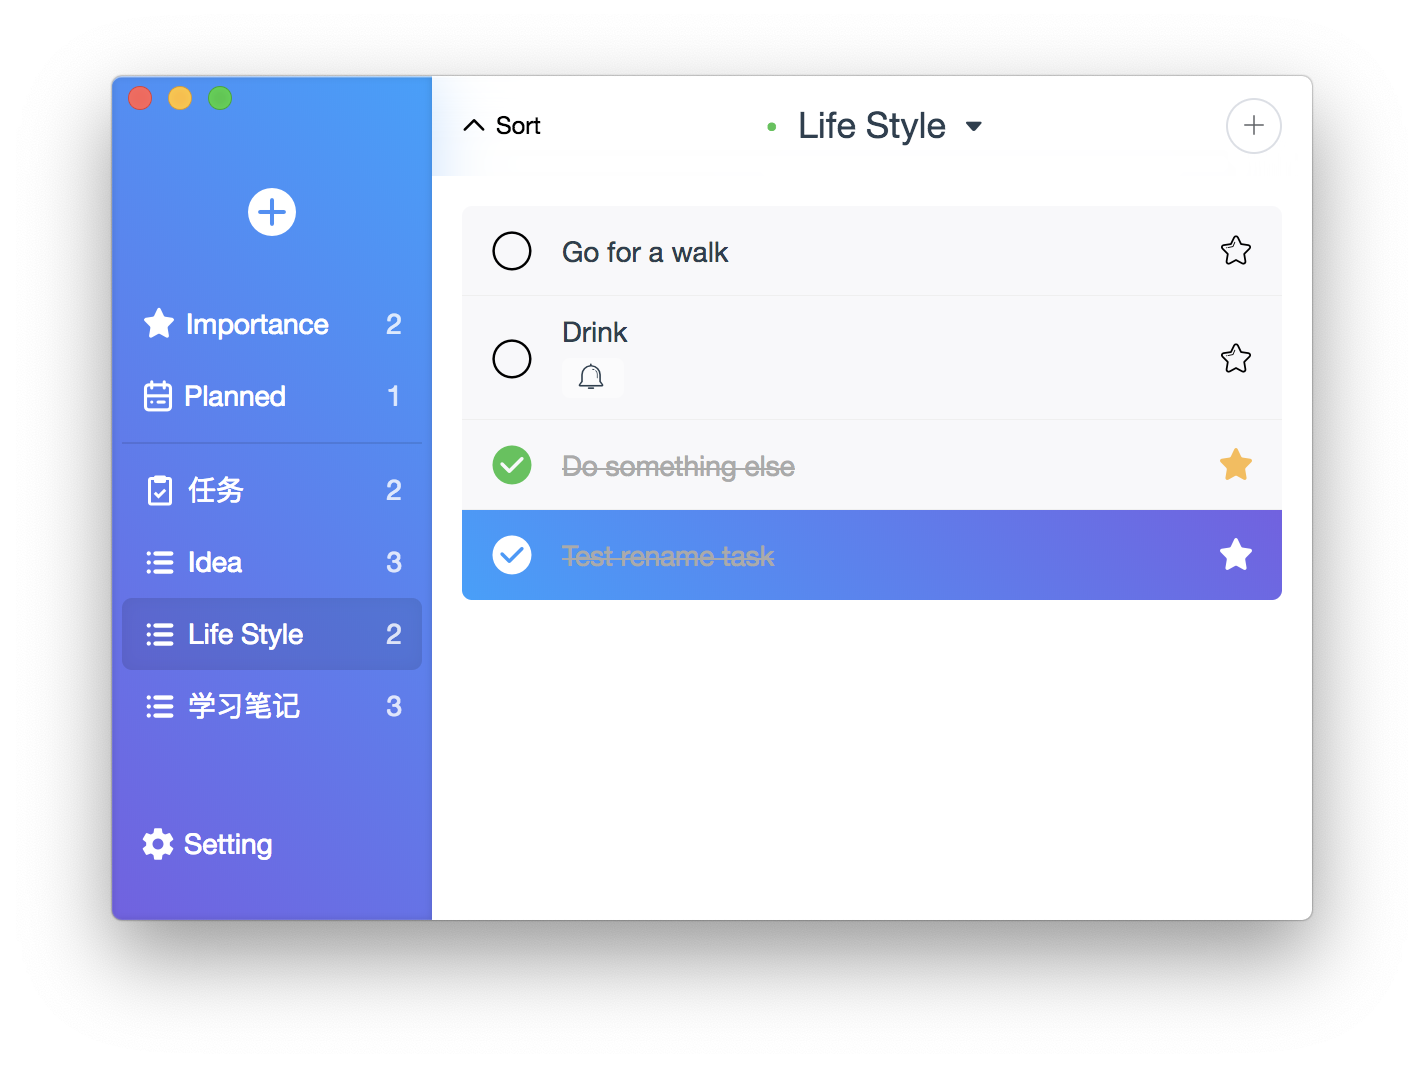 Importance 2
Planned 1
任务 2
Idea 3
Life Style 2
学习笔记 3
Setting
Sort
Life Style
Go for a walk
Drink
Do something else
Test rename task